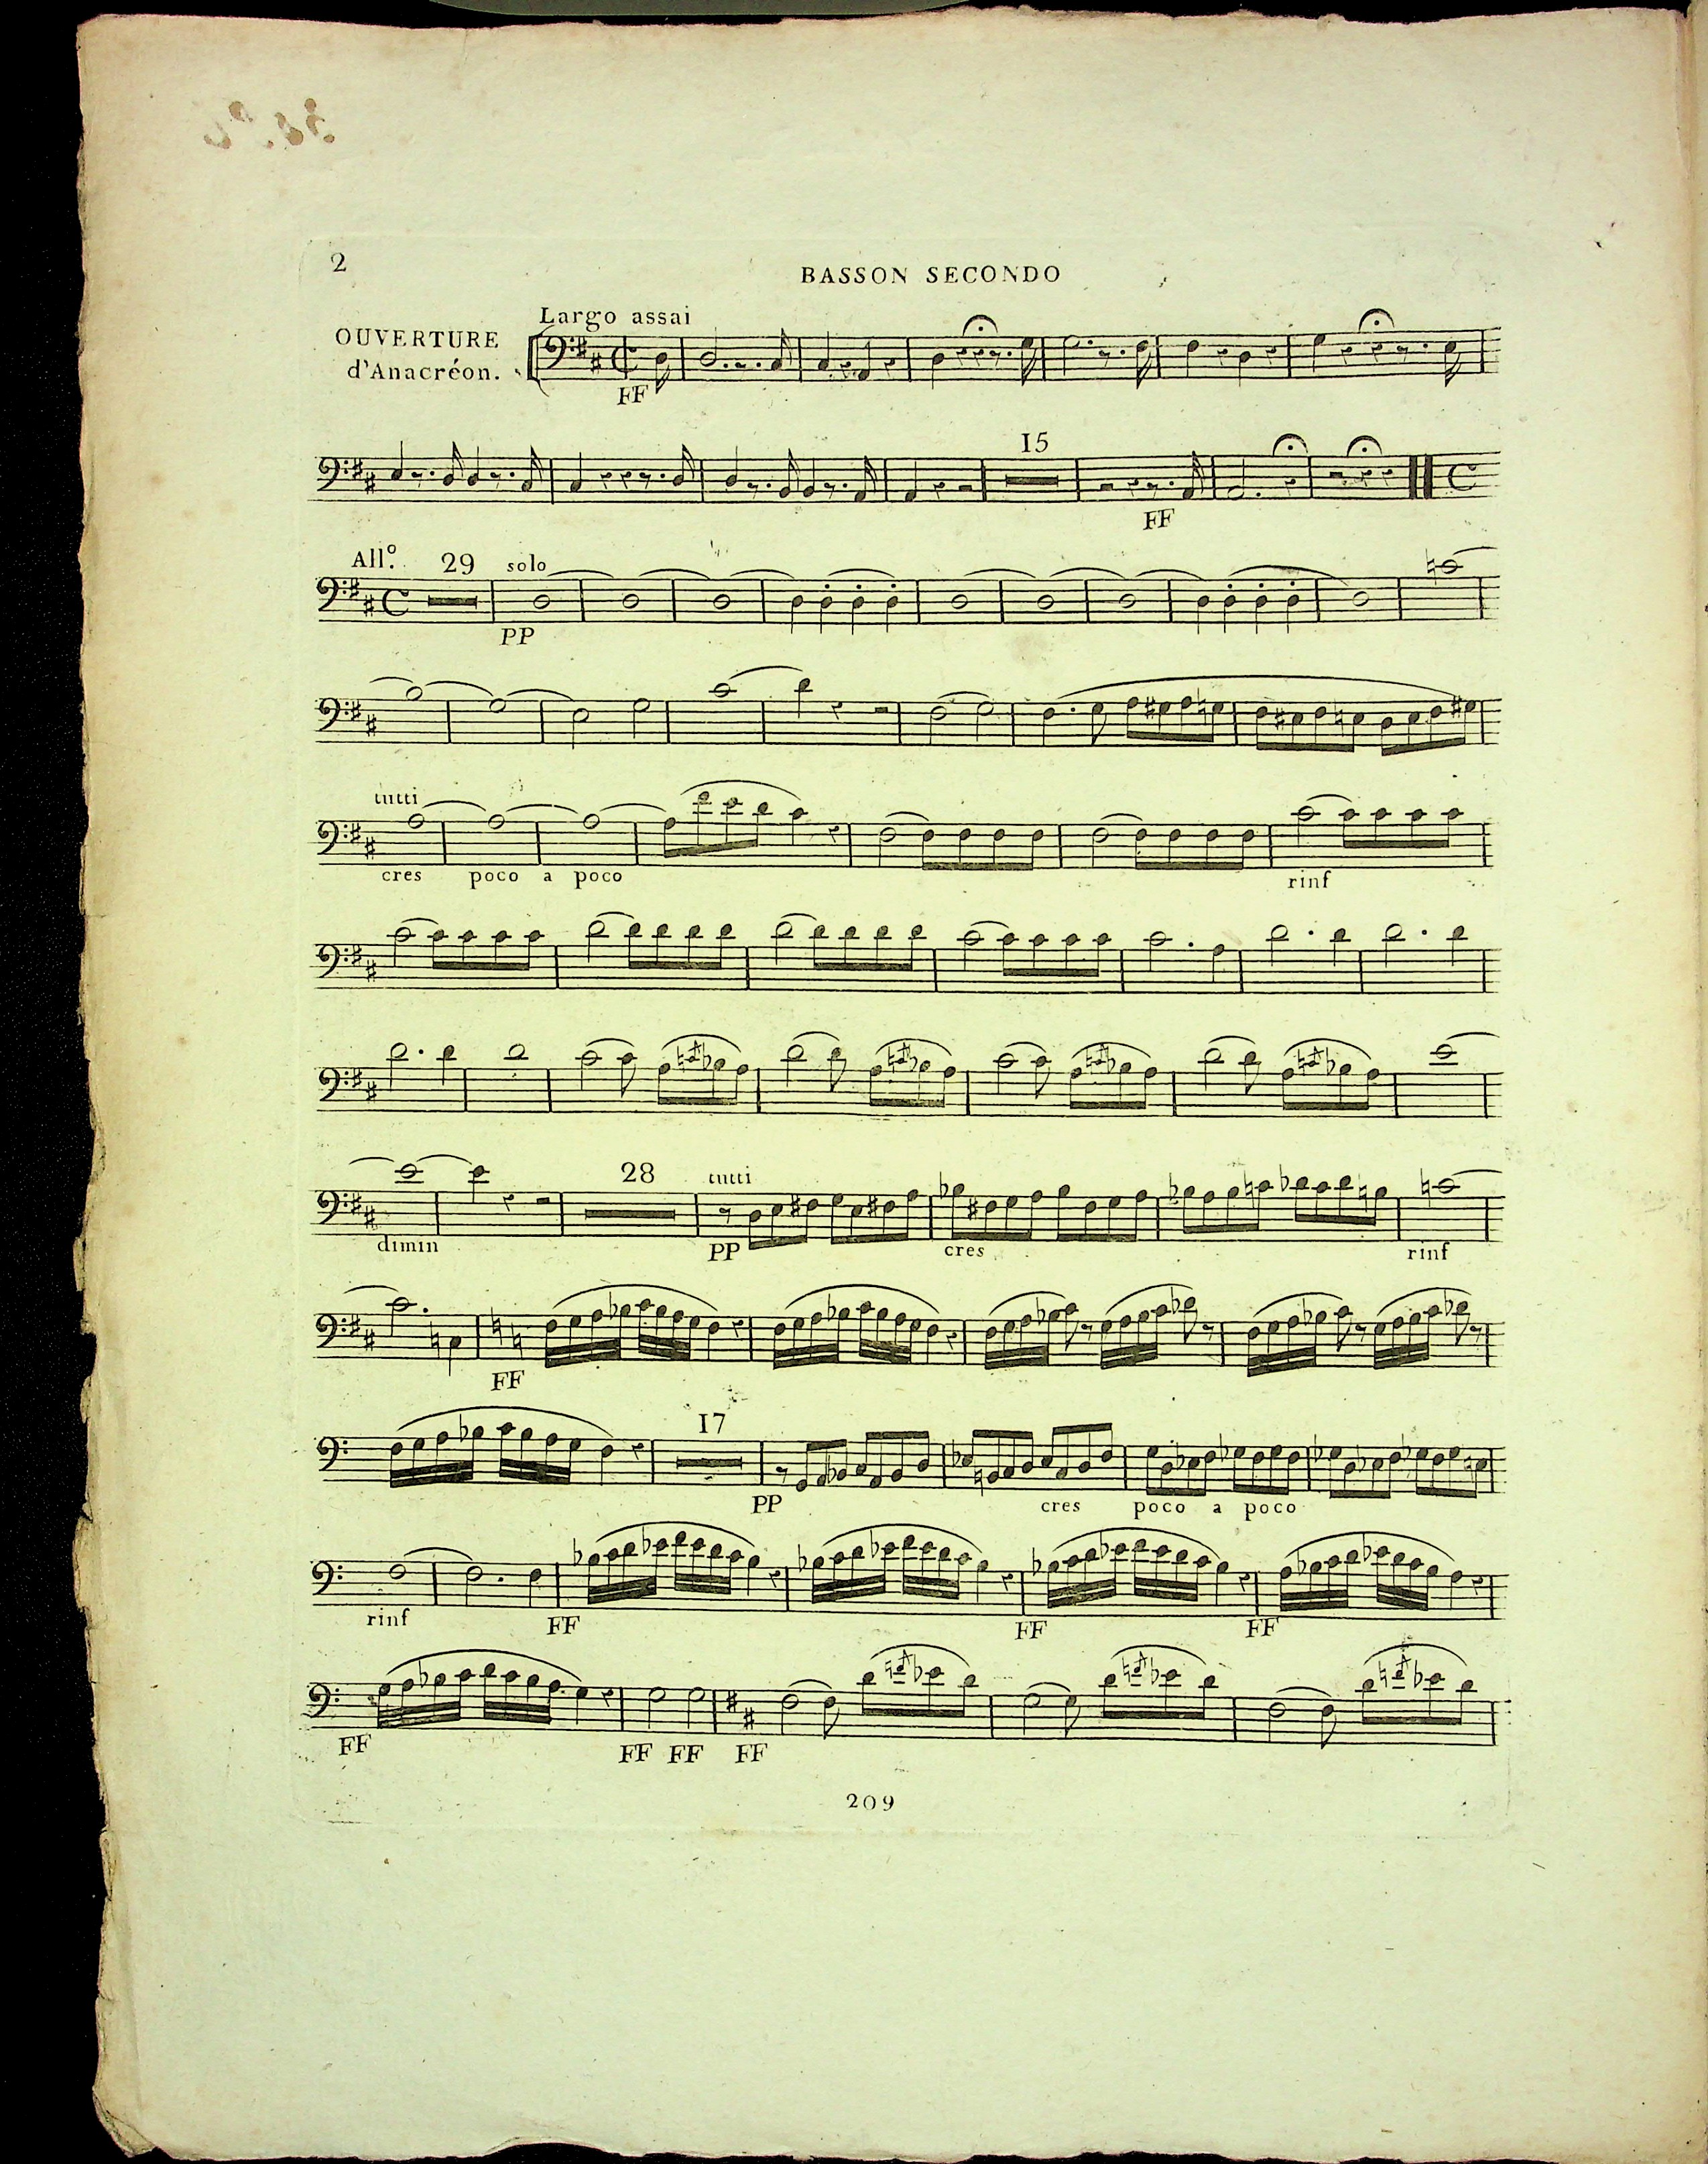 2
BASSON SECONDO
Largo assai
OUVERTURE
d'Anacréon.
FF
15
FF
Allº. 29 solo
PP
tutti
cres poco a poco rinf
28 tutti
dimin PP cres rinf
FF
17
PP cres poco a poco
rinf FF FF FF
FF FF FF FF
209